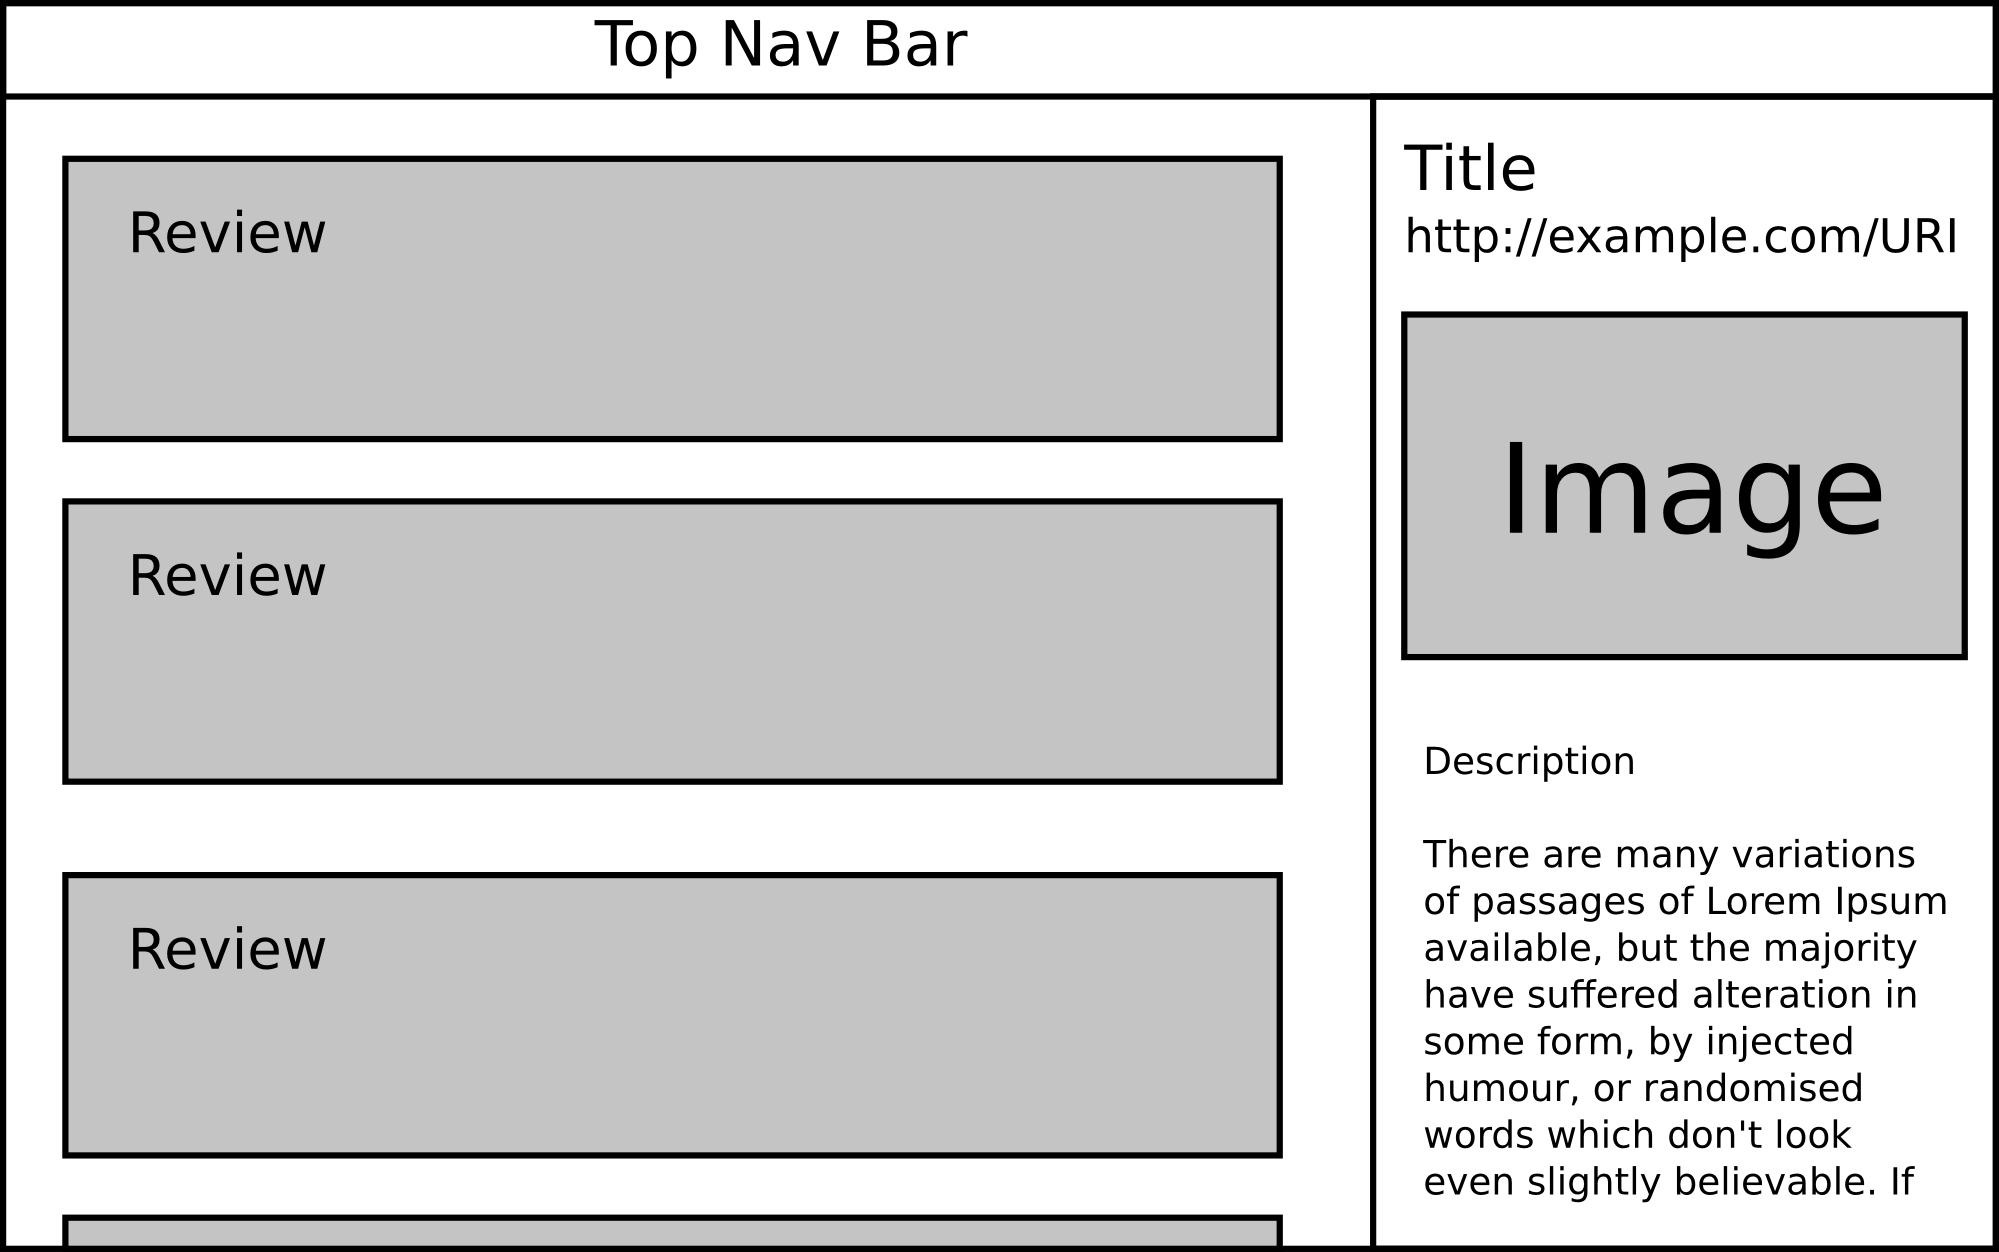 Top Nav Bar
Review
Review
Review
Title
http://example.com/URI
Image
Description
There are many variations
of passages of Lorem Ipsum
available, but the majority
have suffered alteration in
some form, by injected
humour, or randomised
words which don't look
even slightly believable. If